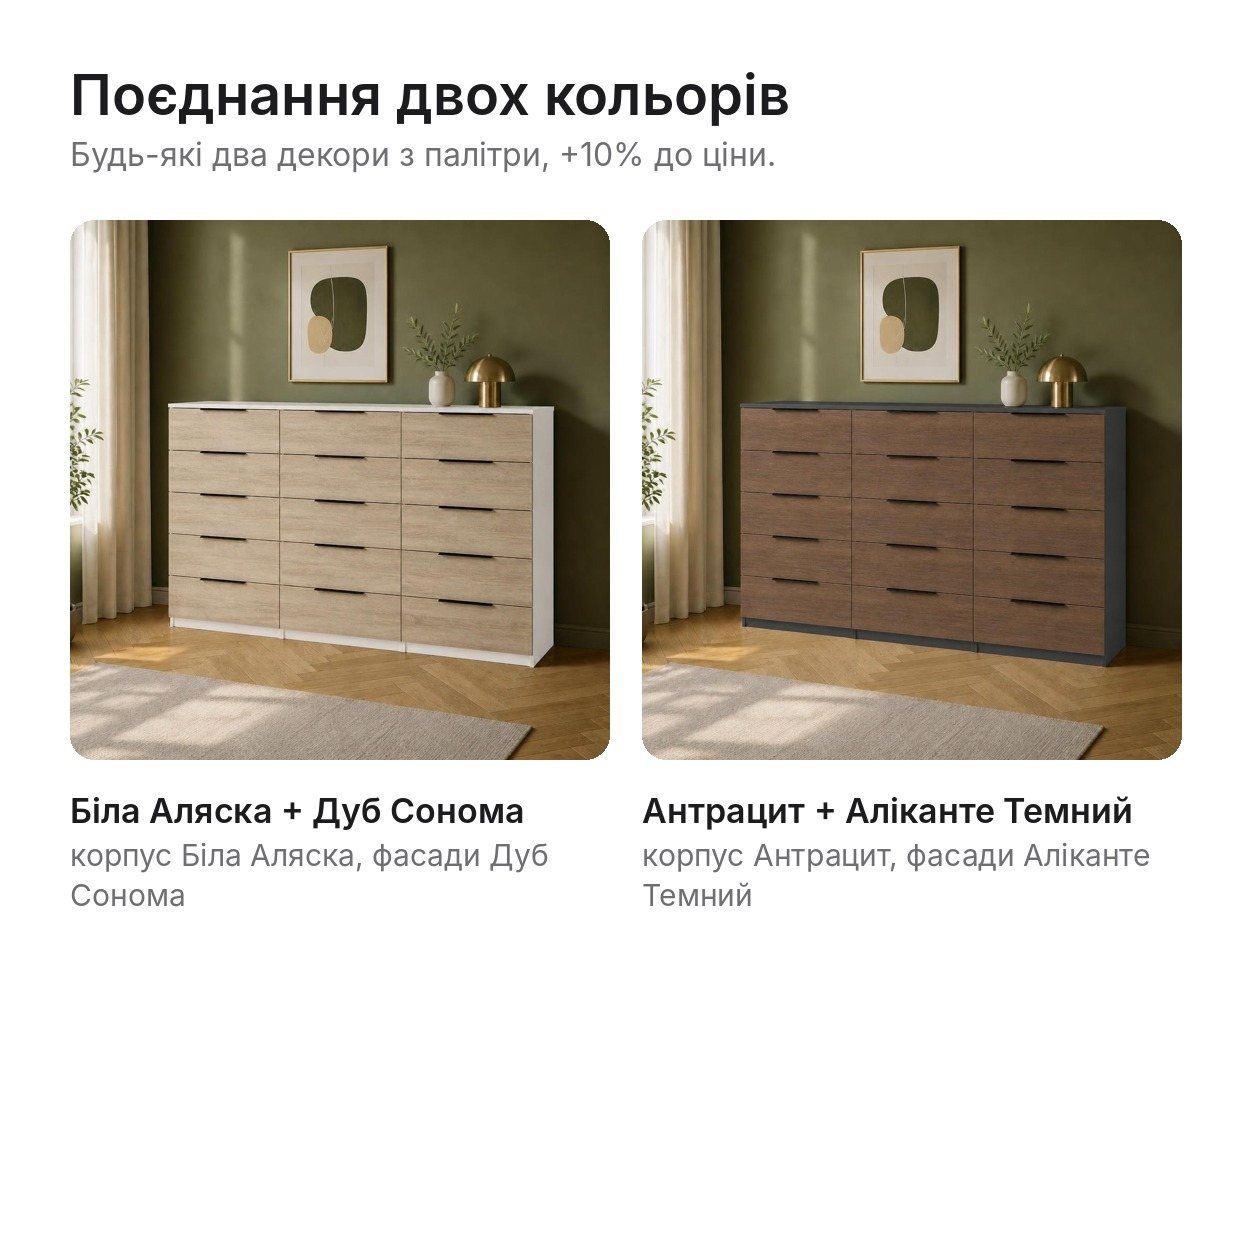 Поєднання двох кольорів
Будь-які два декори з палітри, +10% до ціни.
Біла Аляска + Дуб Сонома
корпус Біла Аляска, фасади Дуб
Сонома
Антрацит + Аліканте Темний
корпус Антрацит, фасади Аліканте
Темний